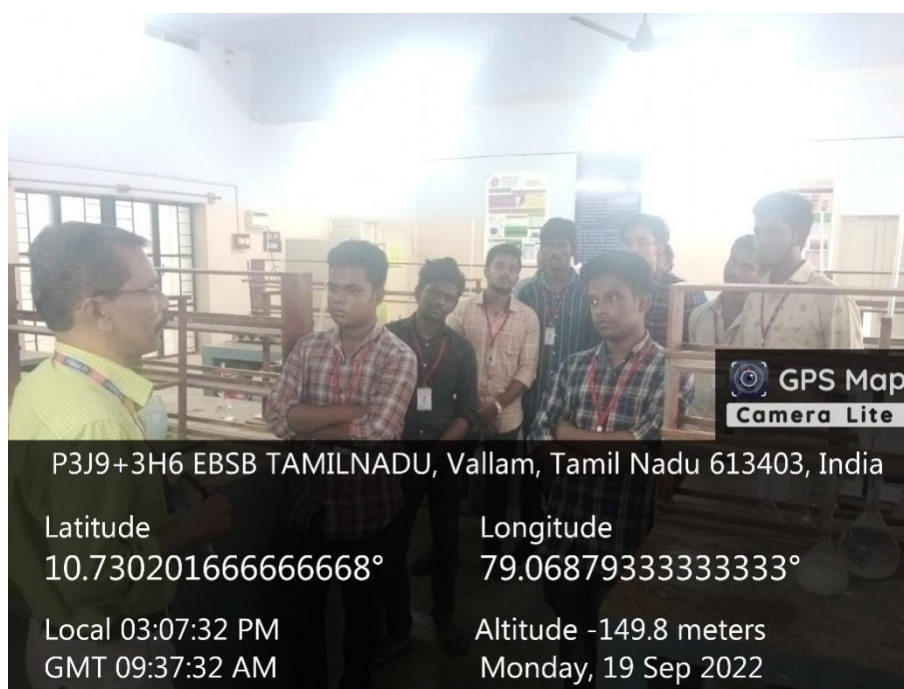 GPS Map
Camera Lite
P3J9+3H6 EBSB TAMILNADU, Vallam, Tamil Nadu 613403, India
Latitude
10.730201666666668°
Longitude
79.06879333333333°
Local 03:07:32 PM
GMT 09:37:32 AM
Altitude -149.8 meters
Monday, 19 Sep 2022